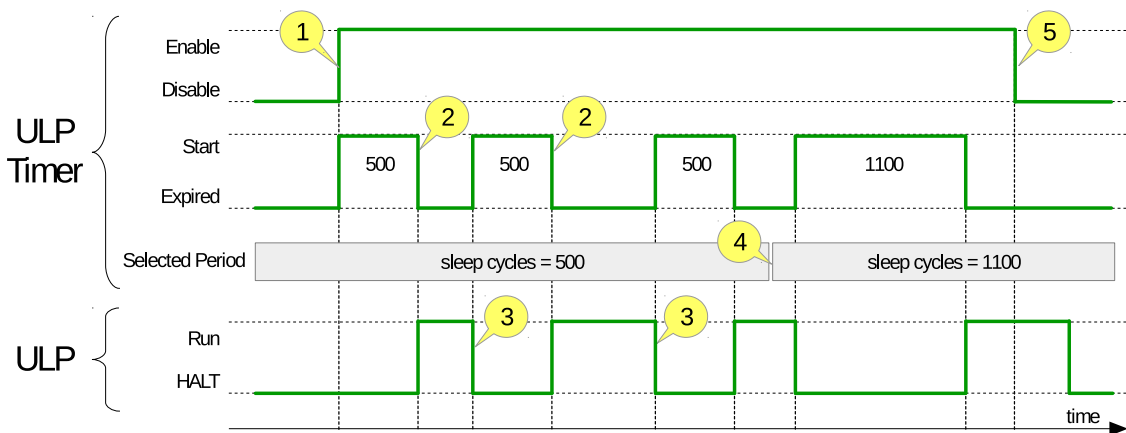 1
5
Enable
Disable
ULP
Timer
2
2
Start
500
500
500
1100
Expired
4
Selected Period
sleep cycles = 500
sleep cycles = 1100
3
3
ULP
Run
HALT
time